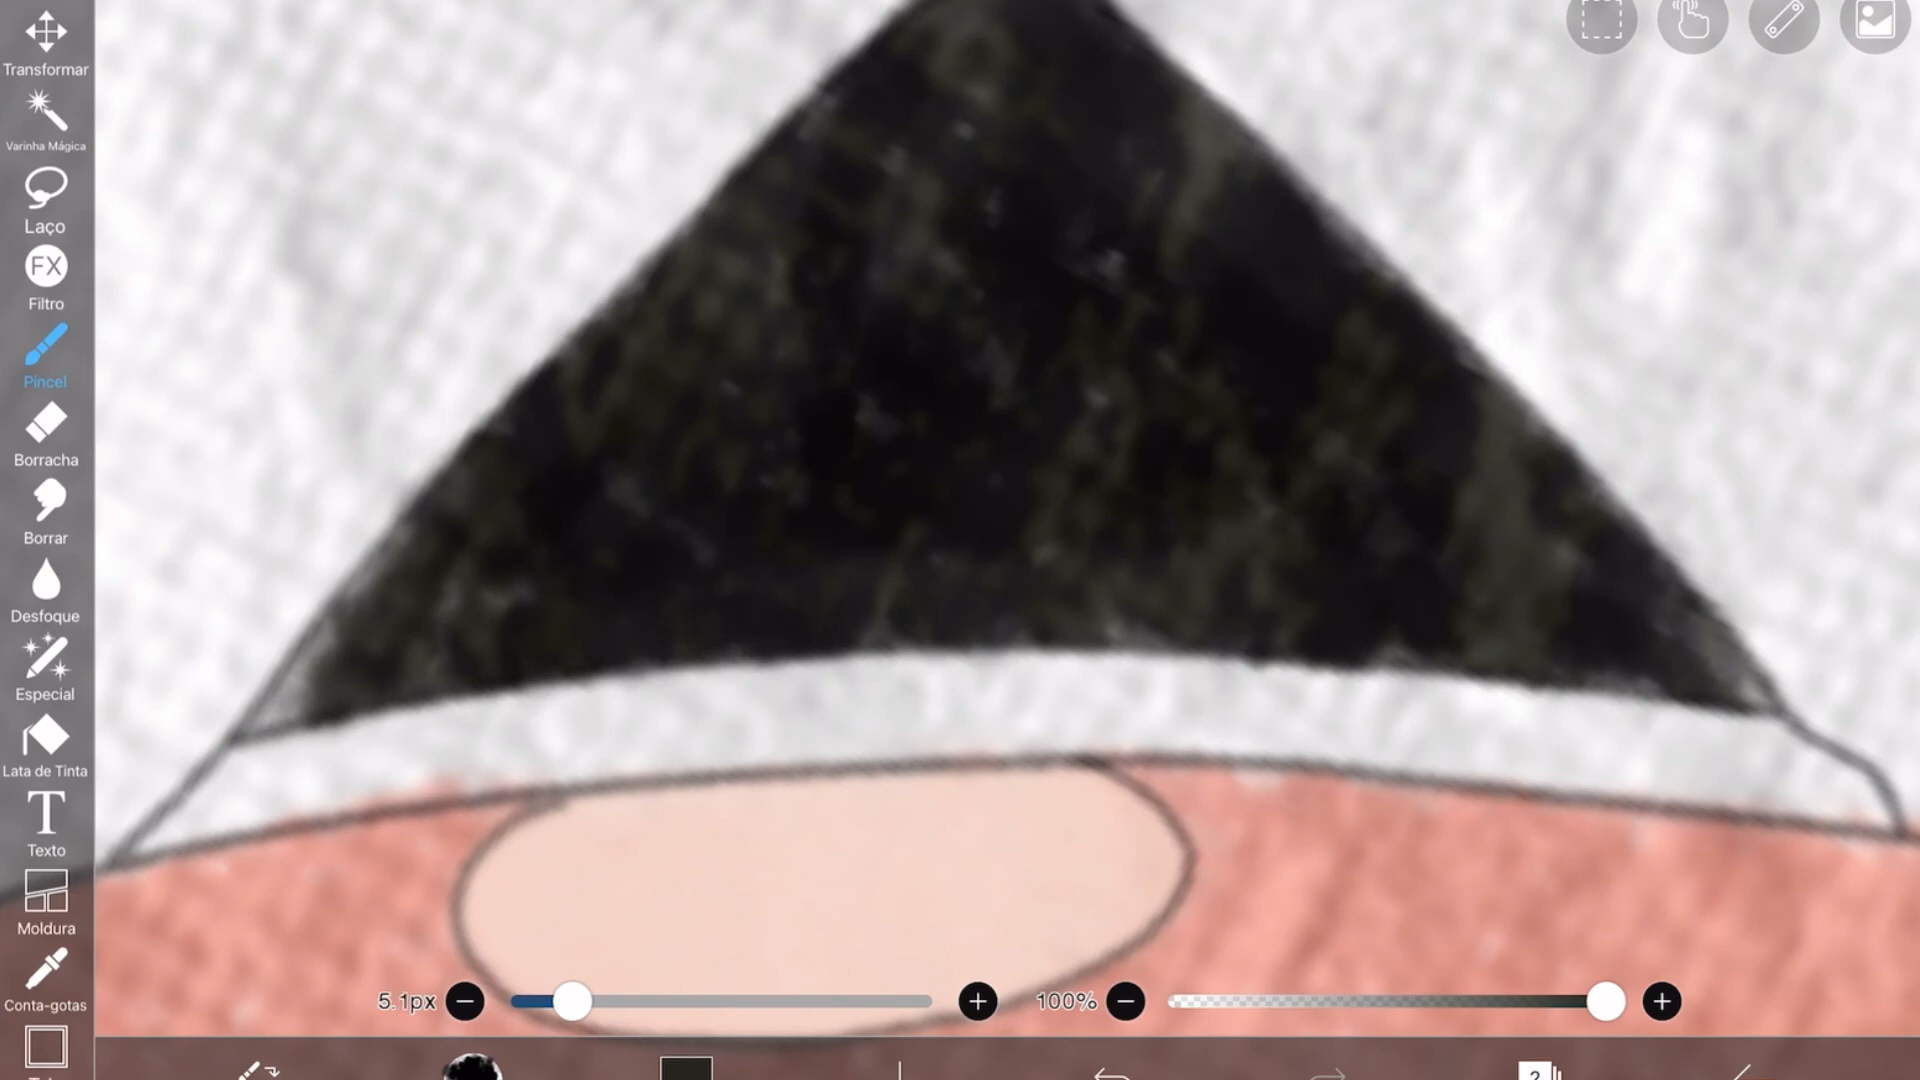 Transformar
Varinha Mágica
Laço
FX
Filtro
Pincel
Borracha
Borrar
Desfoque
Especial
Lata de Tinta
T
Texto
Moldura
Conta-gotas
5.1px
100%
2